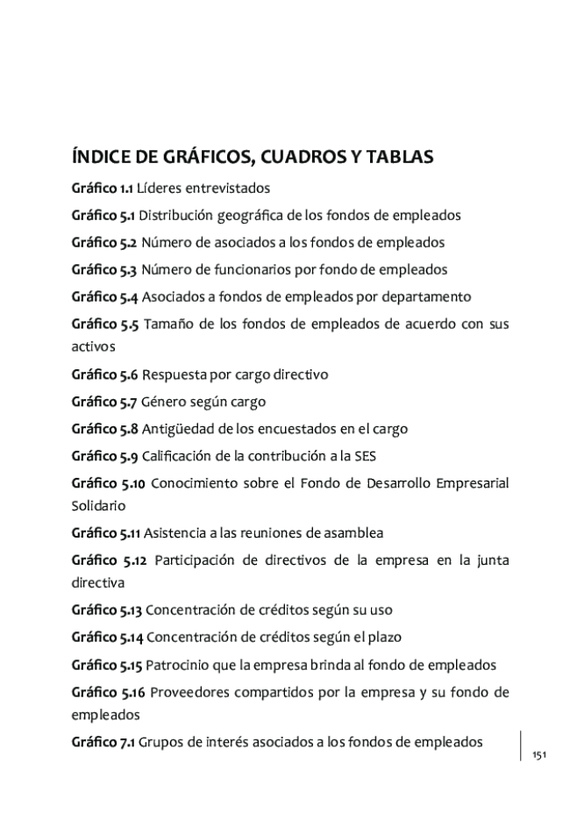 ÍNDICE DE GRÁFICOS, CUADROS Y TABLAS
Gráfico 1.1 Líderes entrevistados
Gráfico 5.1 Distribución geográfica de los fondos de empleados
Gráfico 5.2 Número de asociados a los fondos de empleados
Gráfico 5.3 Número de funcionarios por fondo de empleados
Gráfico 5.4 Asociados a fondos de empleados por departamento
Gráfico 5.5 Tamaño de los fondos de empleados de acuerdo con sus
activos
Gráfico 5.6 Respuesta por cargo directivo
Gráfico 5.7 Género según cargo
Gráfico 5.8 Antigüedad de los encuestados en el cargo
Gráfico 5.9 Calificación de la contribución a la SES
Gráfico 5.10 Conocimiento sobre el Fondo de Desarrollo Empresarial
Solidario
Gráfico 5.11 Asistencia a las reuniones de asamblea
Gráfico 5.12 Participación de directivos de la empresa en la junta
directiva
Gráfico 5.13 Concentración de créditos según su uso
Gráfico 5.14 Concentración de créditos según el plazo
Gráfico 5.15 Patrocinio que la empresa brinda al fondo de empleados
Gráfico 5.16 Proveedores compartidos por la empresa y su fondo de
empleados
Gráfico 7.1 Grupos de interés asociados a los fondos de empleados
151